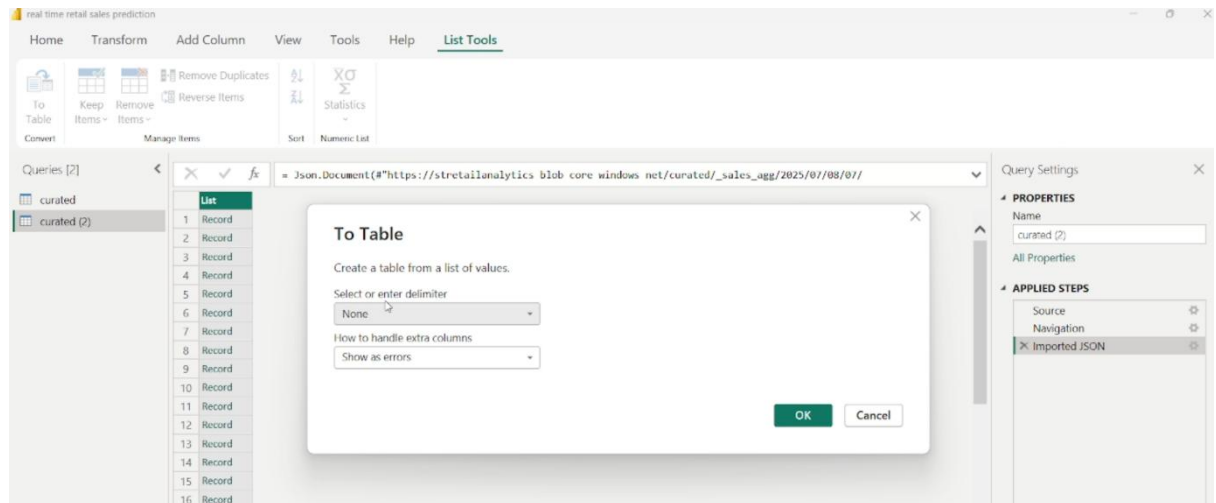 real time retail sales prediction
Home Transform Add Column View Tools Help List Tools
To Table
Keep Items
Remove Items
Remove Duplicates
Reverse Items
Statistics
Convert Manage Items Sort Numeric List
Queries [2]
curated
curated (2)
fx = Json.Document(#"https://stretailanalytics blob core windows net/curated/_sales_agg/2025/07/08/07/
List
1 Record
2 Record
3 Record
4 Record
5 Record
6 Record
7 Record
8 Record
9 Record
10 Record
11 Record
12 Record
13 Record
14 Record
15 Record
16 Record
To Table
Create a table from a list of values.
Select or enter delimiter
None
How to handle extra columns
Show as errors
OK Cancel
Query Settings
PROPERTIES
Name
curated (2)
All Properties
APPLIED STEPS
Source
Navigation
Imported JSON